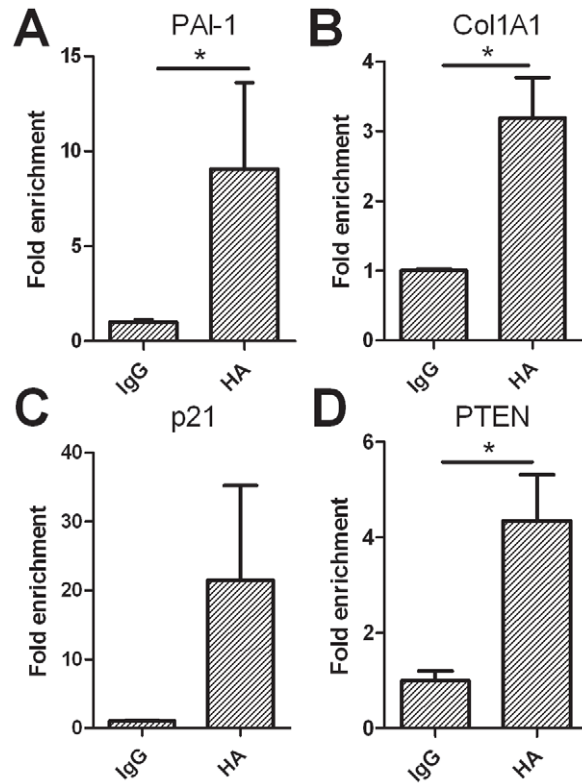 A
PAI-1
*
Fold enrichment
15
10
5
0
IgG
HA
B
Col1A1
*
Fold enrichment
4
3
2
1
0
IgG
HA
C
p21
Fold enrichment
40
30
20
10
0
IgG
HA
D
PTEN
*
Fold enrichment
6
4
2
0
IgG
HA